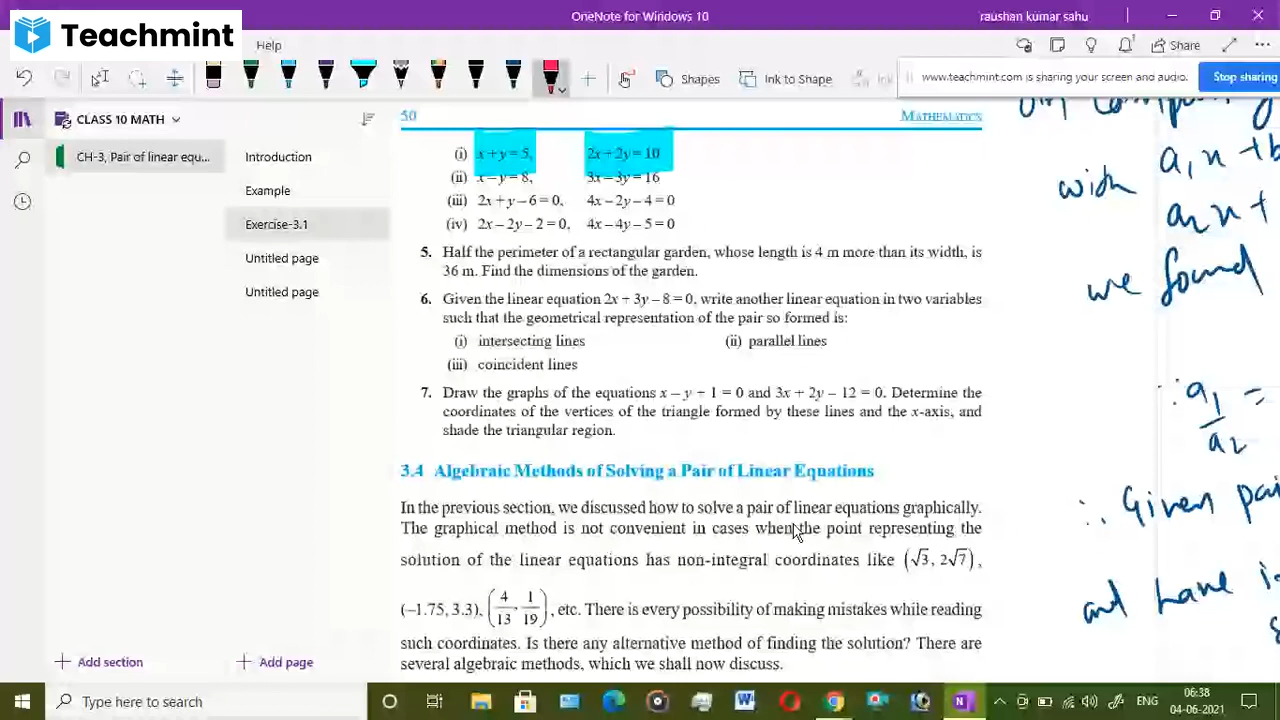 OneNote for Windows 10
raushan kumar sahu
Teachmint
Help
Shapes
Ink to Shape
Ink
Share
www.teachmint.com is sharing your screen and audio.
Stop sharing
CLASS 10 MATH
CH-3, Pair of linear equ...
Introduction
Example
Exercise-3.1
Untitled page
Untitled page
Add section
Add page
50
MATHEMATICS
(i) x + y = 5, 2x + 2y = 10
(ii) x – y = 8, 3x – 3y = 16
(iii) 2x + y – 6 = 0, 4x – 2y – 4 = 0
(iv) 2x – 2y – 2 = 0, 4x – 4y – 5 = 0
5. Half the perimeter of a rectangular garden, whose length is 4 m more than its width, is
36 m. Find the dimensions of the garden.
6. Given the linear equation 2x + 3y – 8 = 0, write another linear equation in two variables
such that the geometrical representation of the pair so formed is:
(i) intersecting lines (ii) parallel lines
(iii) coincident lines
7. Draw the graphs of the equations x – y + 1 = 0 and 3x + 2y – 12 = 0. Determine the
coordinates of the vertices of the triangle formed by these lines and the x-axis, and
shade the triangular region.
3.4 Algebraic Methods of Solving a Pair of Linear Equations
In the previous section, we discussed how to solve a pair of linear equations graphically.
The graphical method is not convenient in cases when the point representing the
solution of the linear equations has non-integral coordinates like (√3, 2√7),
(–1.75, 3.3), (4/13, 1/19), etc. There is every possibility of making mistakes while reading
such coordinates. Is there any alternative method of finding the solution? There are
several algebraic methods, which we shall now discuss.
with a₁x + b
a₂x +
we found
∴ a₁/a₂ =
∴ Given pai
and have
Type here to search
06:38
04-06-2021